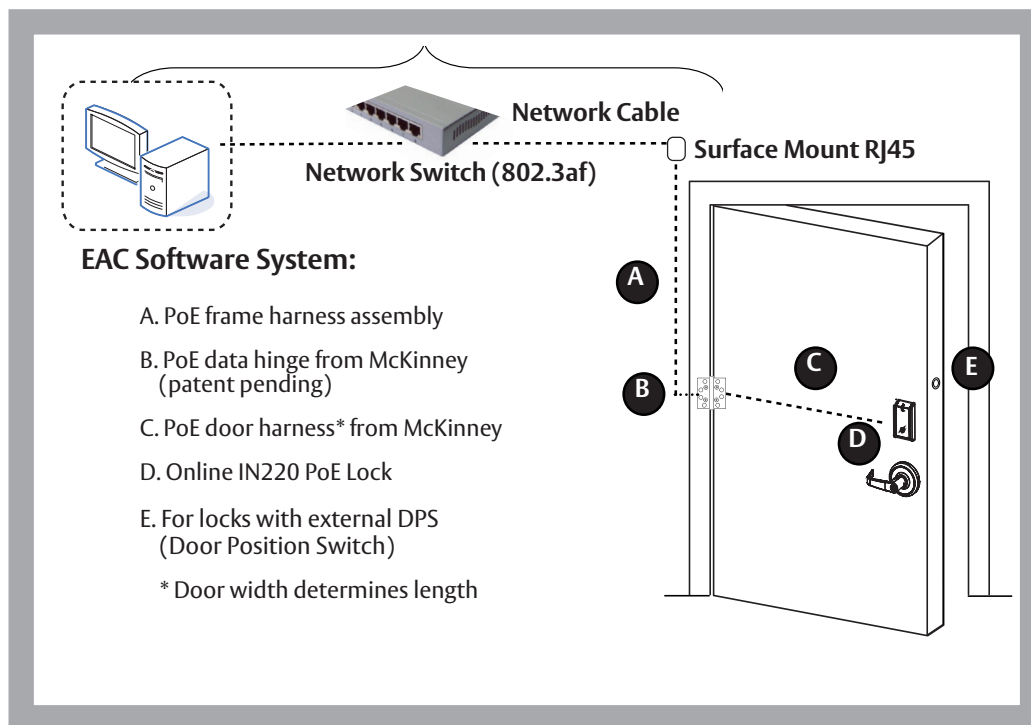 Network Cable
Network Switch (802.3af)
Surface Mount RJ45
EAC Software System:
A. PoE frame harness assembly
B. PoE data hinge from McKinney
(patent pending)
C. PoE door harness* from McKinney
D. Online IN220 PoE Lock
E. For locks with external DPS
(Door Position Switch)
* Door width determines length
A
B
C
D
E